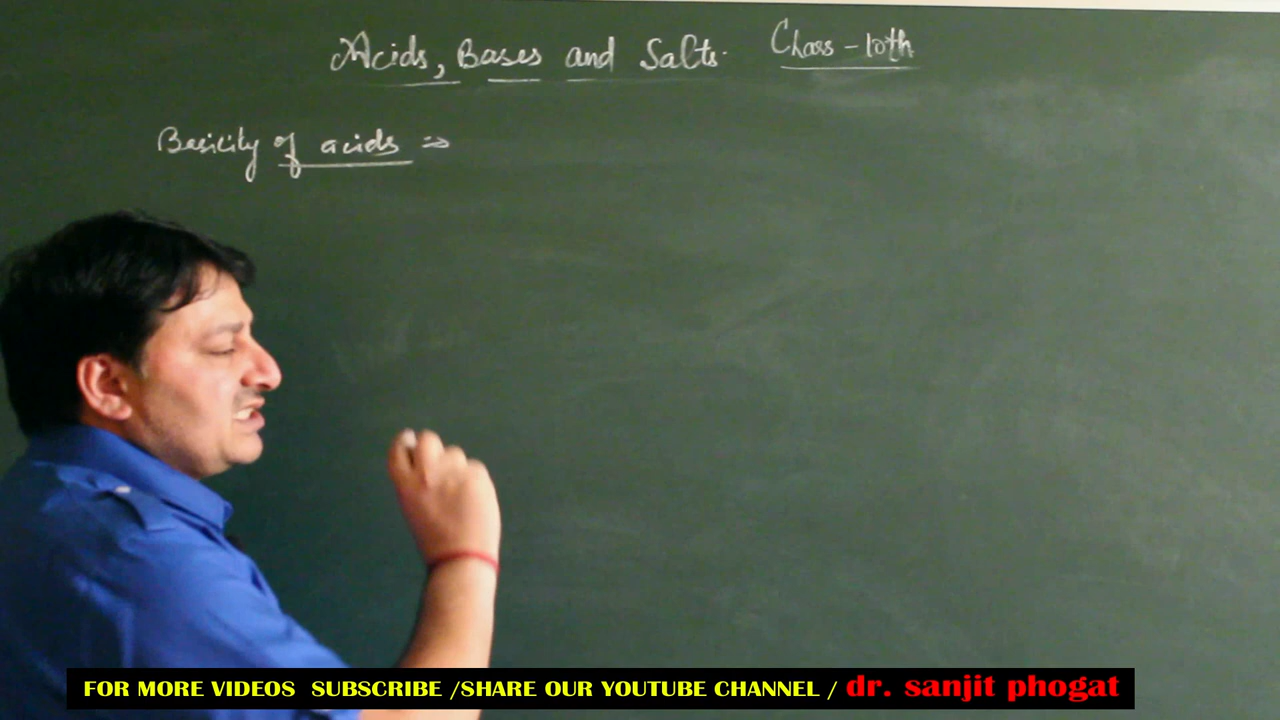 Acids, Bases and Salts. Class - 10th
Basicity of acids ⇒
FOR MORE VIDEOS SUBSCRIBE /SHARE OUR YOUTUBE CHANNEL / dr. sanjit phogat